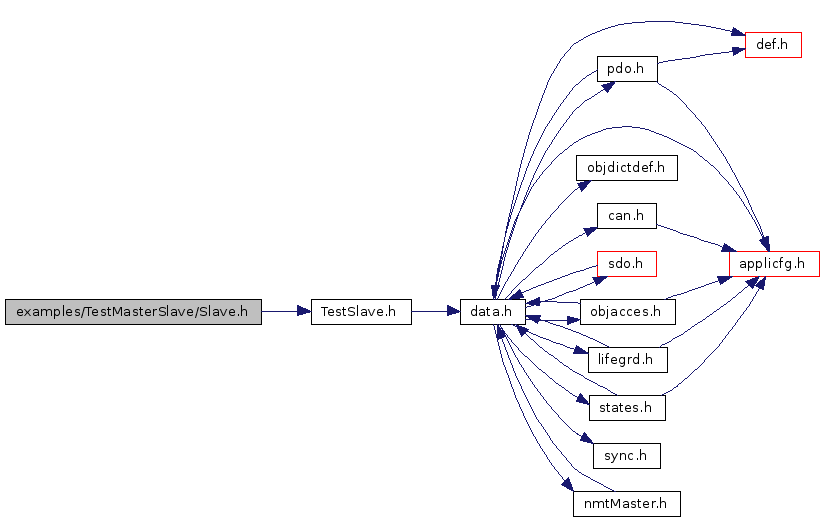 def.h
pdo.h
objdictdef.h
can.h
sdo.h
applicfg.h
examples/TestMasterSlave/Slave.h
TestSlave.h
data.h
objacces.h
lifegrd.h
states.h
sync.h
nmtMaster.h